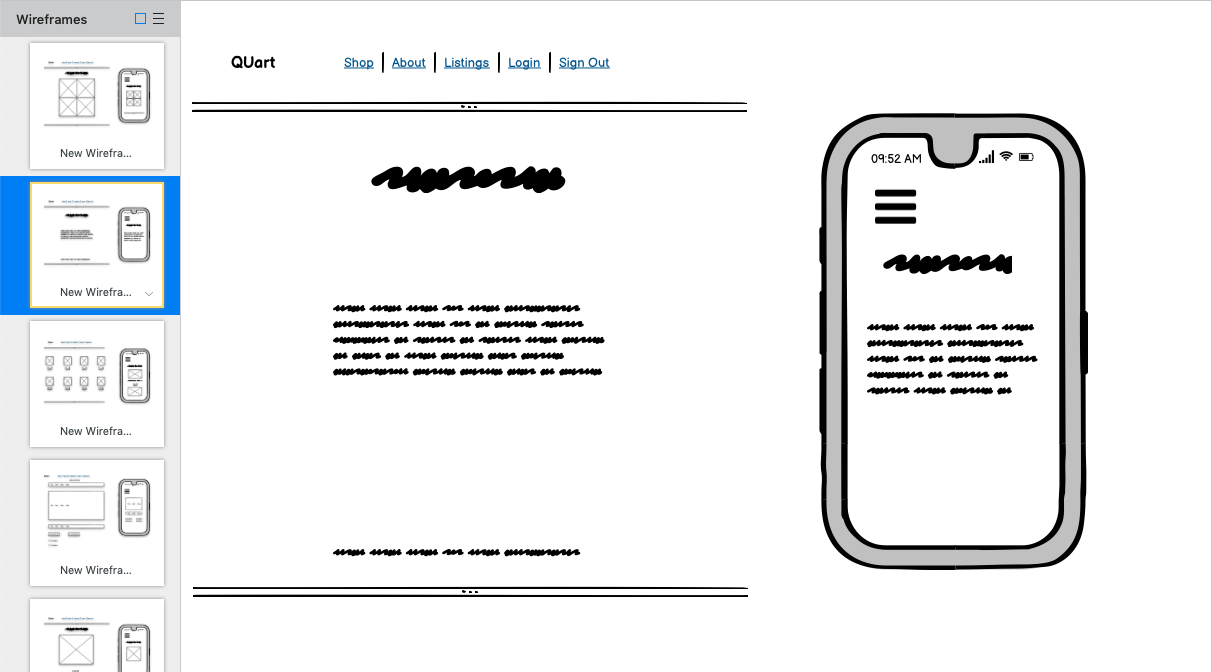 Wireframes
New Wirefra...
New Wirefra...
New Wirefra...
New Wirefra...
QUart
Shop | About | Listings | Login | Sign Out
09:52 AM